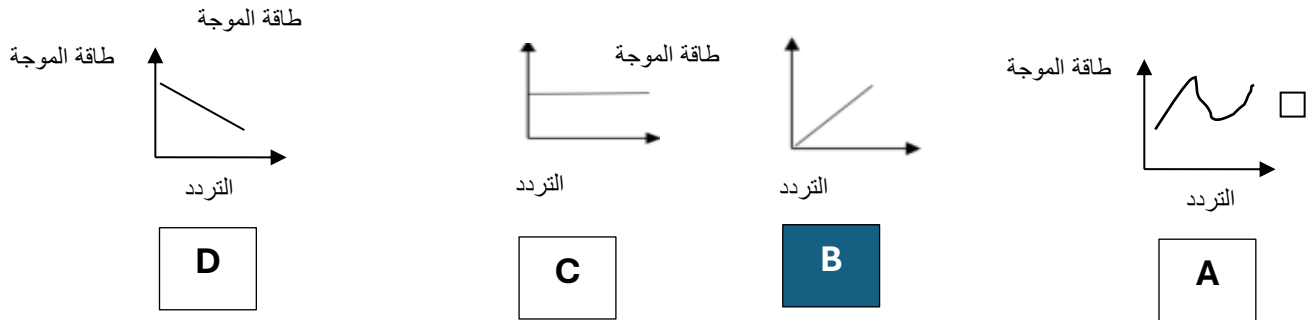 طاقة الموجة
طاقة الموجة
طاقة الموجة
طاقة الموجة
التردد
التردد
التردد
التردد
A
B
C
D